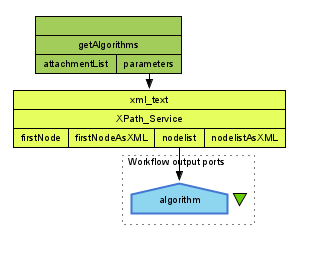 getAlgorithms
attachmentList parameters
xml_text
XPath_Service
firstNode firstNodeAsXML nodelist nodelistAsXML
Workflow output ports
algorithm